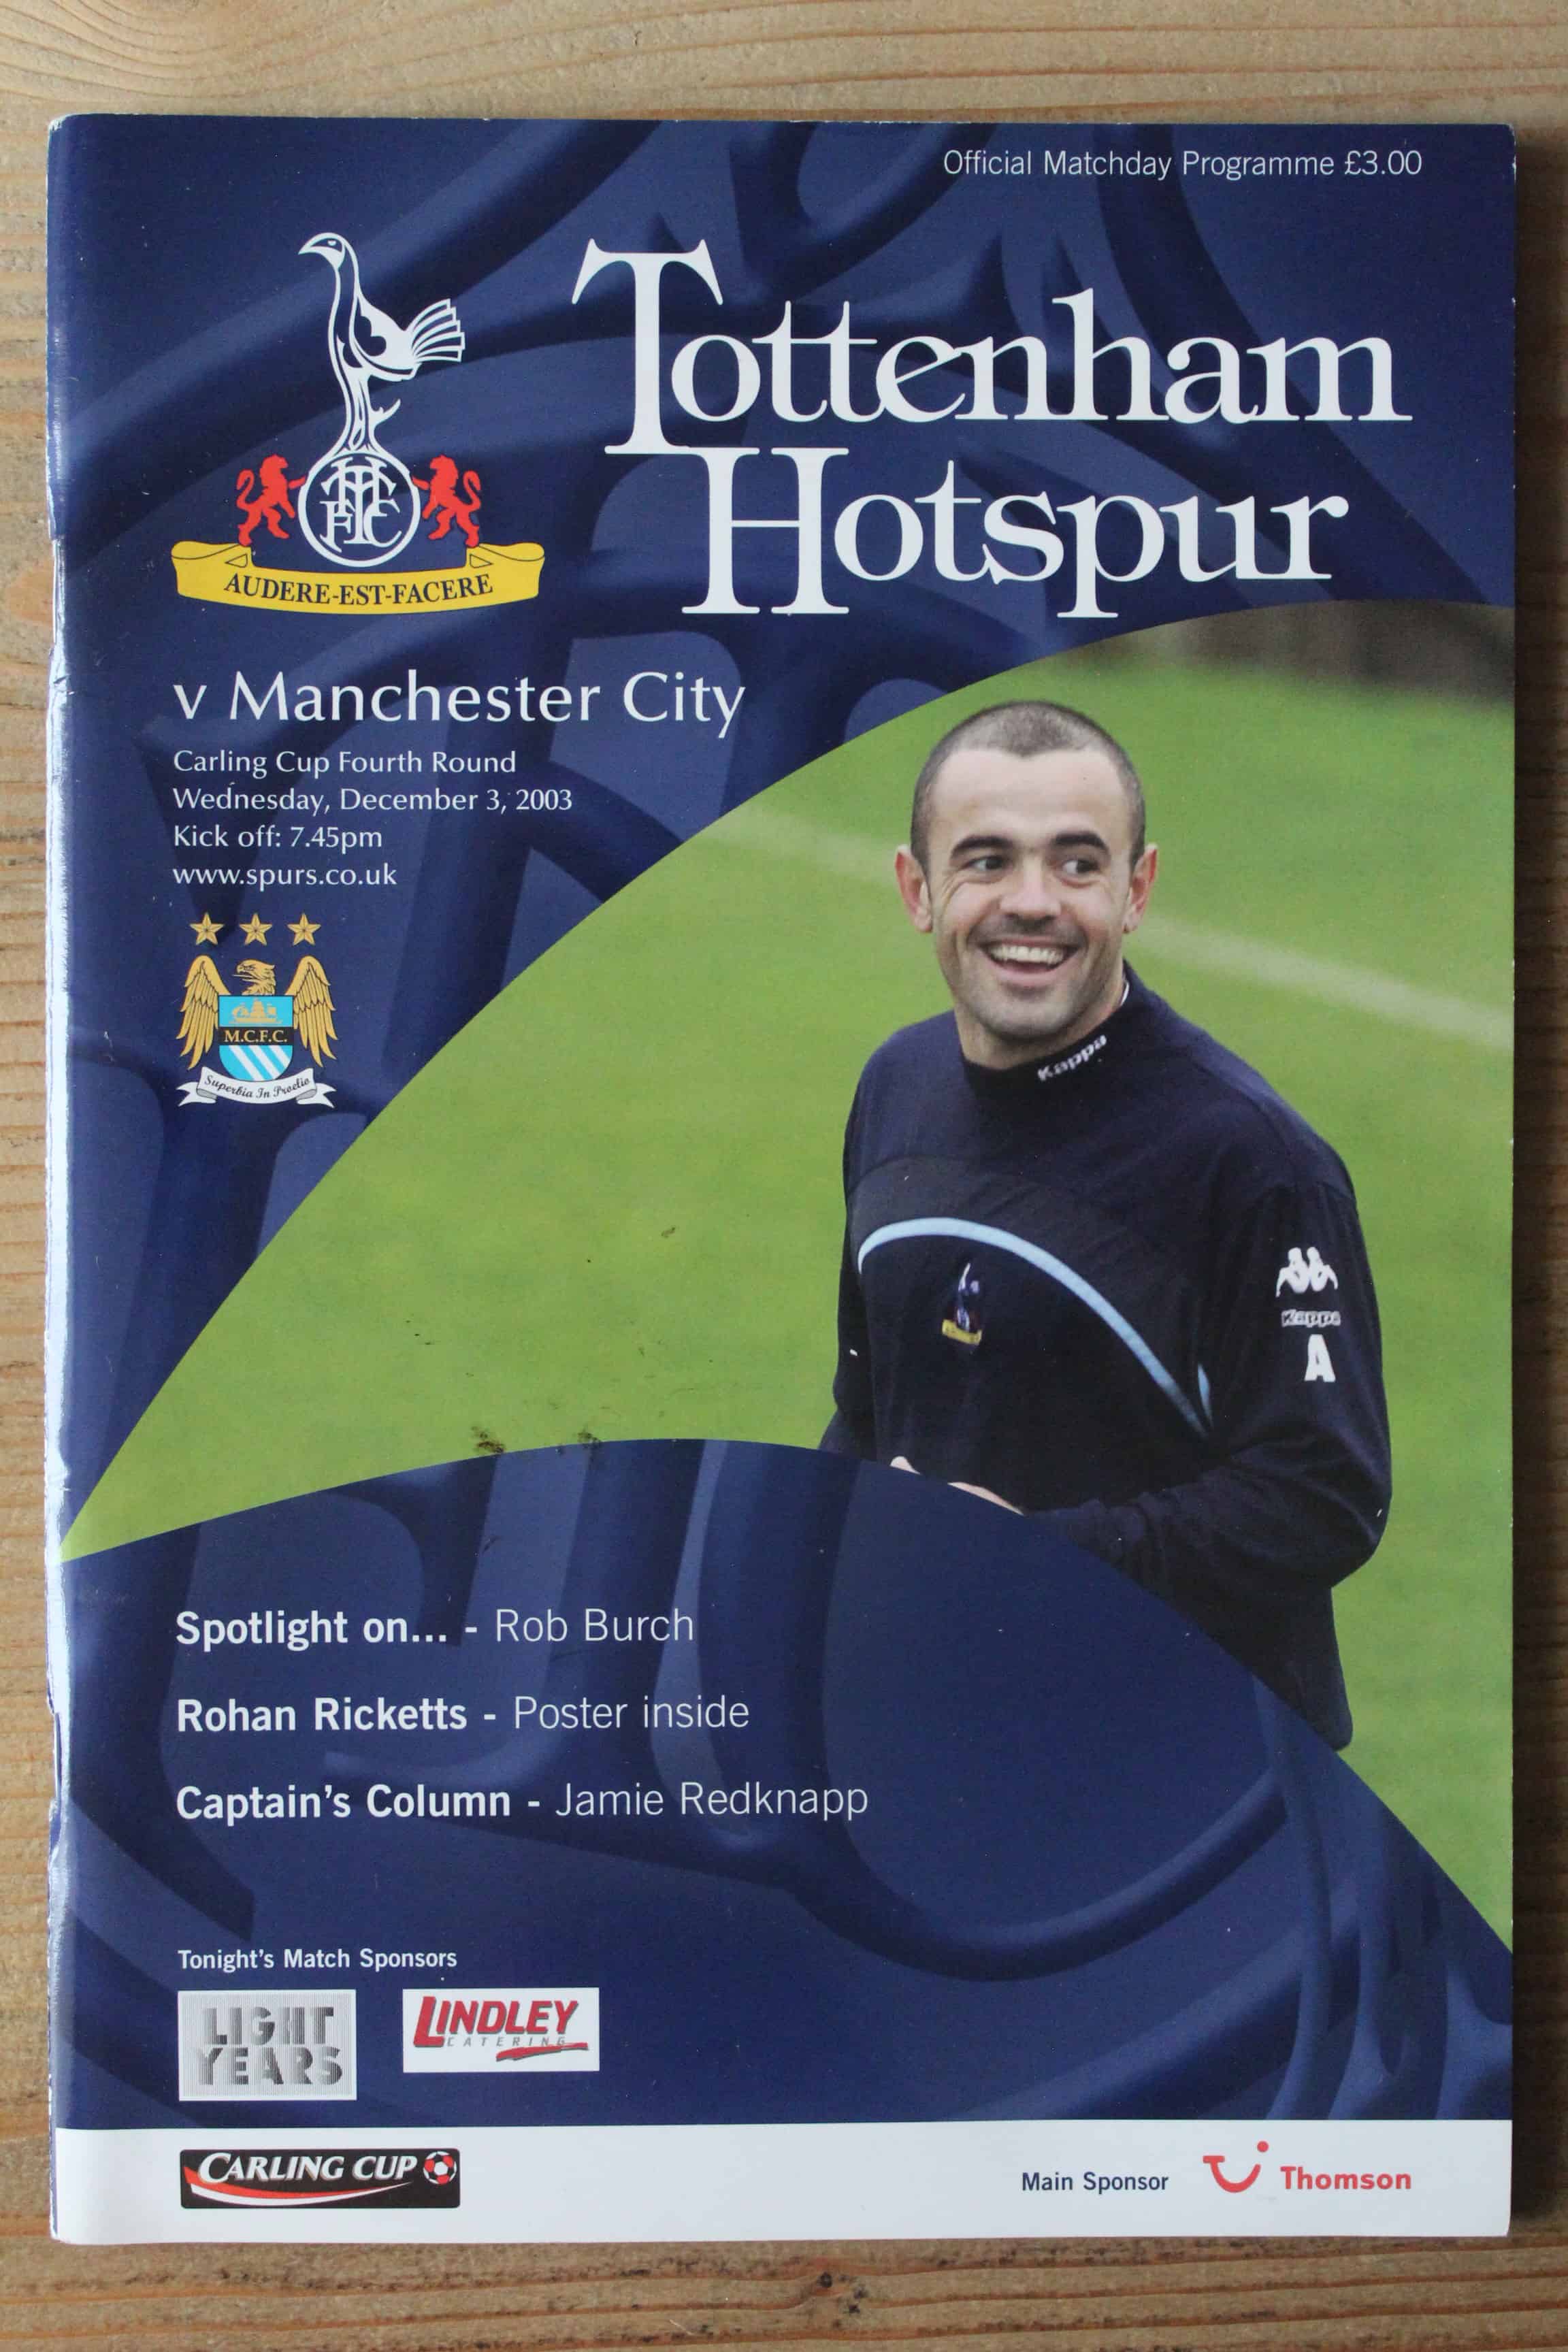 Official Matchday Programme £3.00
Tottenham
Hotspur
THFC
AUDERE-EST-FACERE
v Manchester City
Carling Cup Fourth Round
Wednesday, December 3, 2003
Kick off: 7.45pm
www.spurs.co.uk
M.C.F.C.
Superbia In Proelio
Kappa
Kappa
A
Spotlight on... - Rob Burch
Rohan Ricketts - Poster inside
Captain's Column - Jamie Redknapp
Tonight's Match Sponsors
LIGHT
YEARS
LINDLEY
CATERING
CARLING CUP
Main Sponsor
Thomson